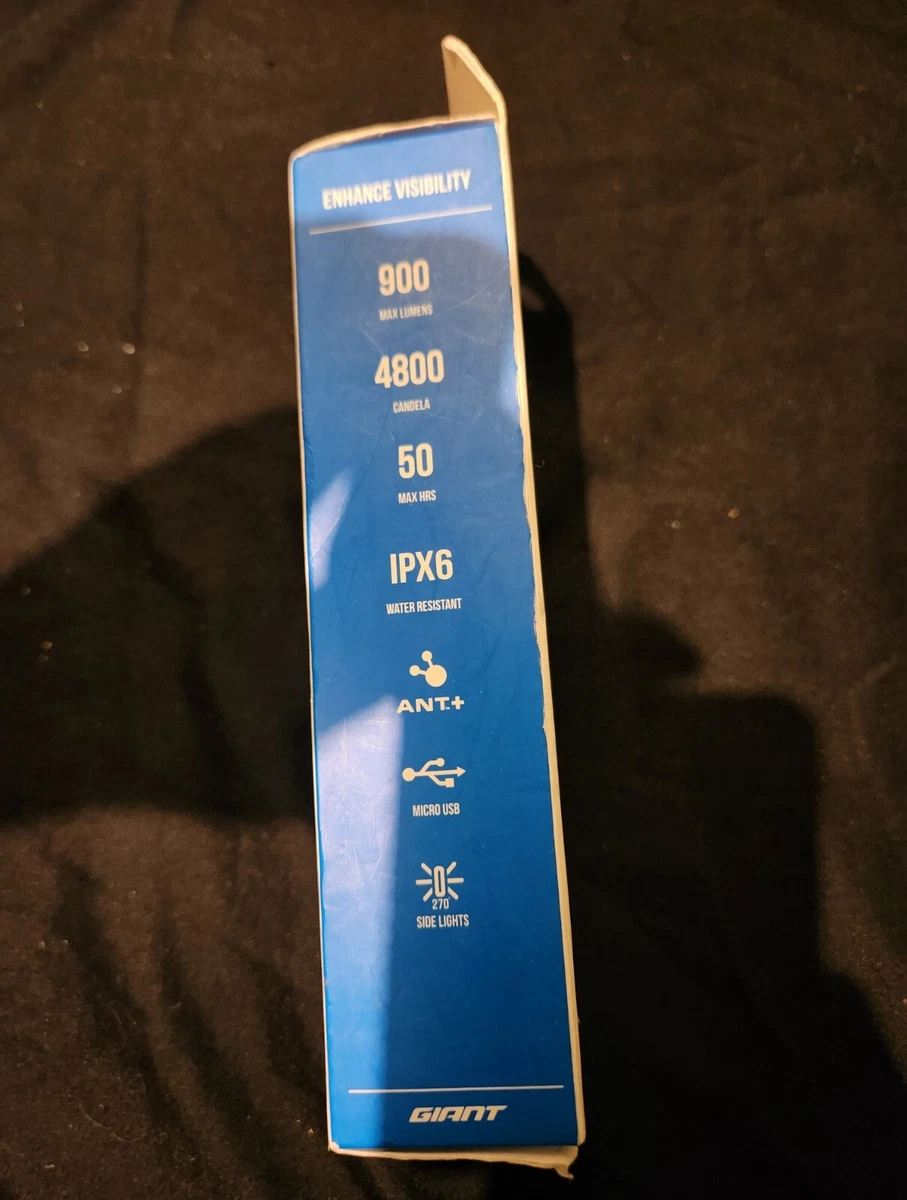 ENHANCE VISIBILITY
900
MAX LUMENS
4800
CANDELA
50
MAX HRS
IPX6
WATER RESISTANT
ANT+
MICRO USB
270°
SIDE LIGHTS
GIANT